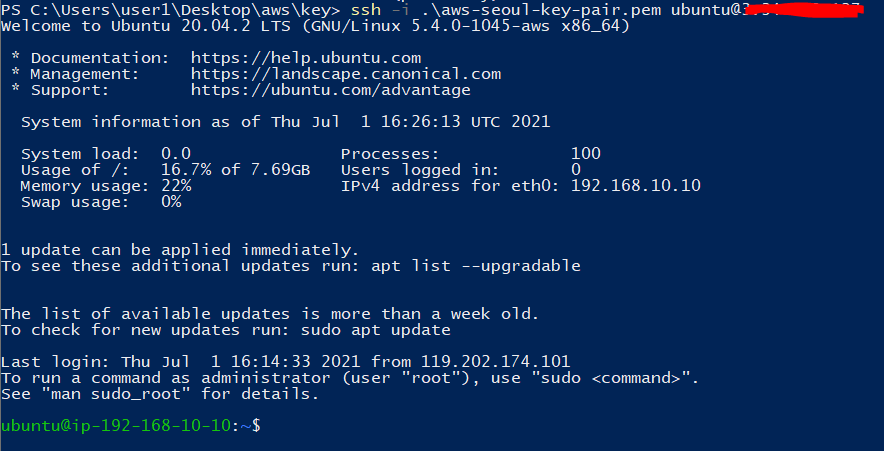 PS C:\Users\user1\Desktop\aws\key> ssh -i .\aws-seoul-key-pair.pem ubuntu@
Welcome to Ubuntu 20.04.2 LTS (GNU/Linux 5.4.0-1045-aws x86_64)
* Documentation: https://help.ubuntu.com
* Management: https://landscape.canonical.com
* Support: https://ubuntu.com/advantage
System information as of Thu Jul 1 16:26:13 UTC 2021
System load: 0.0 Processes: 100
Usage of /: 16.7% of 7.69GB Users logged in: 0
Memory usage: 22% IPv4 address for eth0: 192.168.10.10
Swap usage: 0%
1 update can be applied immediately.
To see these additional updates run: apt list --upgradable
The list of available updates is more than a week old.
To check for new updates run: sudo apt update
Last login: Thu Jul 1 16:14:33 2021 from 119.202.174.101
To run a command as administrator (user "root"), use "sudo <command>".
See "man sudo_root" for details.
ubuntu@ip-192-168-10-10:~$